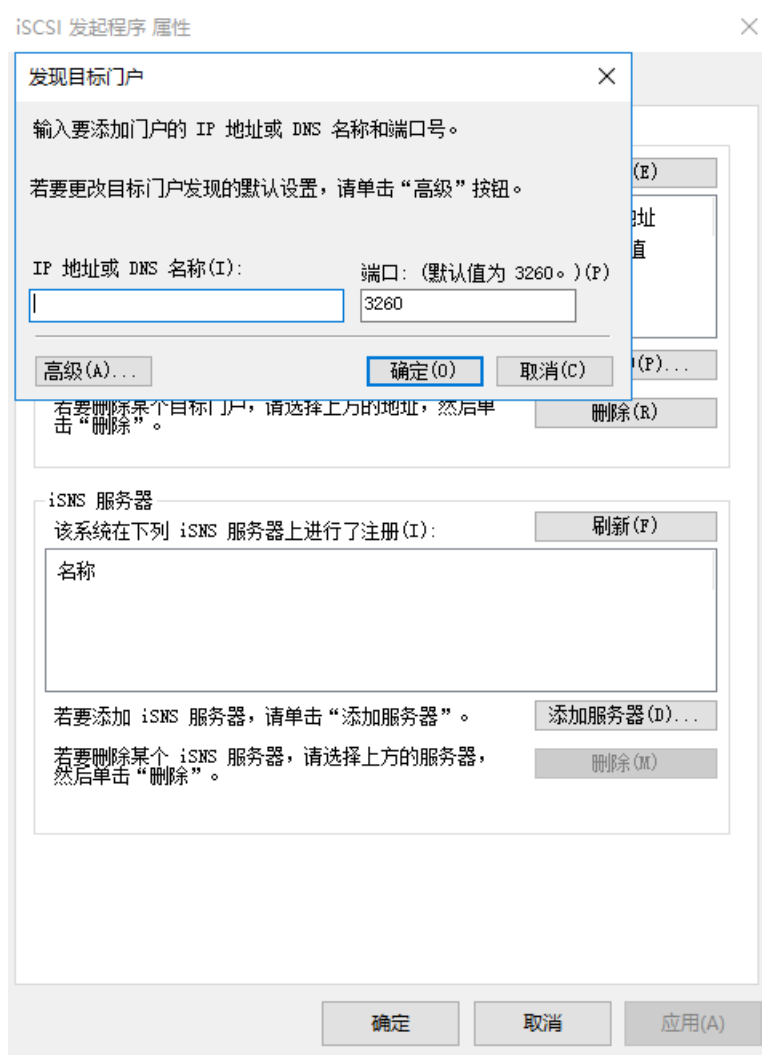 iSCSI 发起程序 属性
发现目标门户
输入要添加门户的 IP 地址或 DNS 名称和端口号。
若要更改目标门户发现的默认设置，请单击“高级”按钮。
IP 地址或 DNS 名称(I):
端口: (默认值为 3260。)(P)
3260
高级(A)...
确定(O)
取消(C)
(E)
址
值
(P)...
若要删除某个目标门户，请选择上方的地址，然后单
击“删除”。
删除(R)
iSNS 服务器
该系统在下列 iSNS 服务器上进行了注册(I):
刷新(F)
名称
若要添加 iSNS 服务器，请单击“添加服务器”。
添加服务器(D)...
若要删除某个 iSNS 服务器，请选择上方的服务器，
然后单击“删除”。
删除(M)
确定
取消
应用(A)